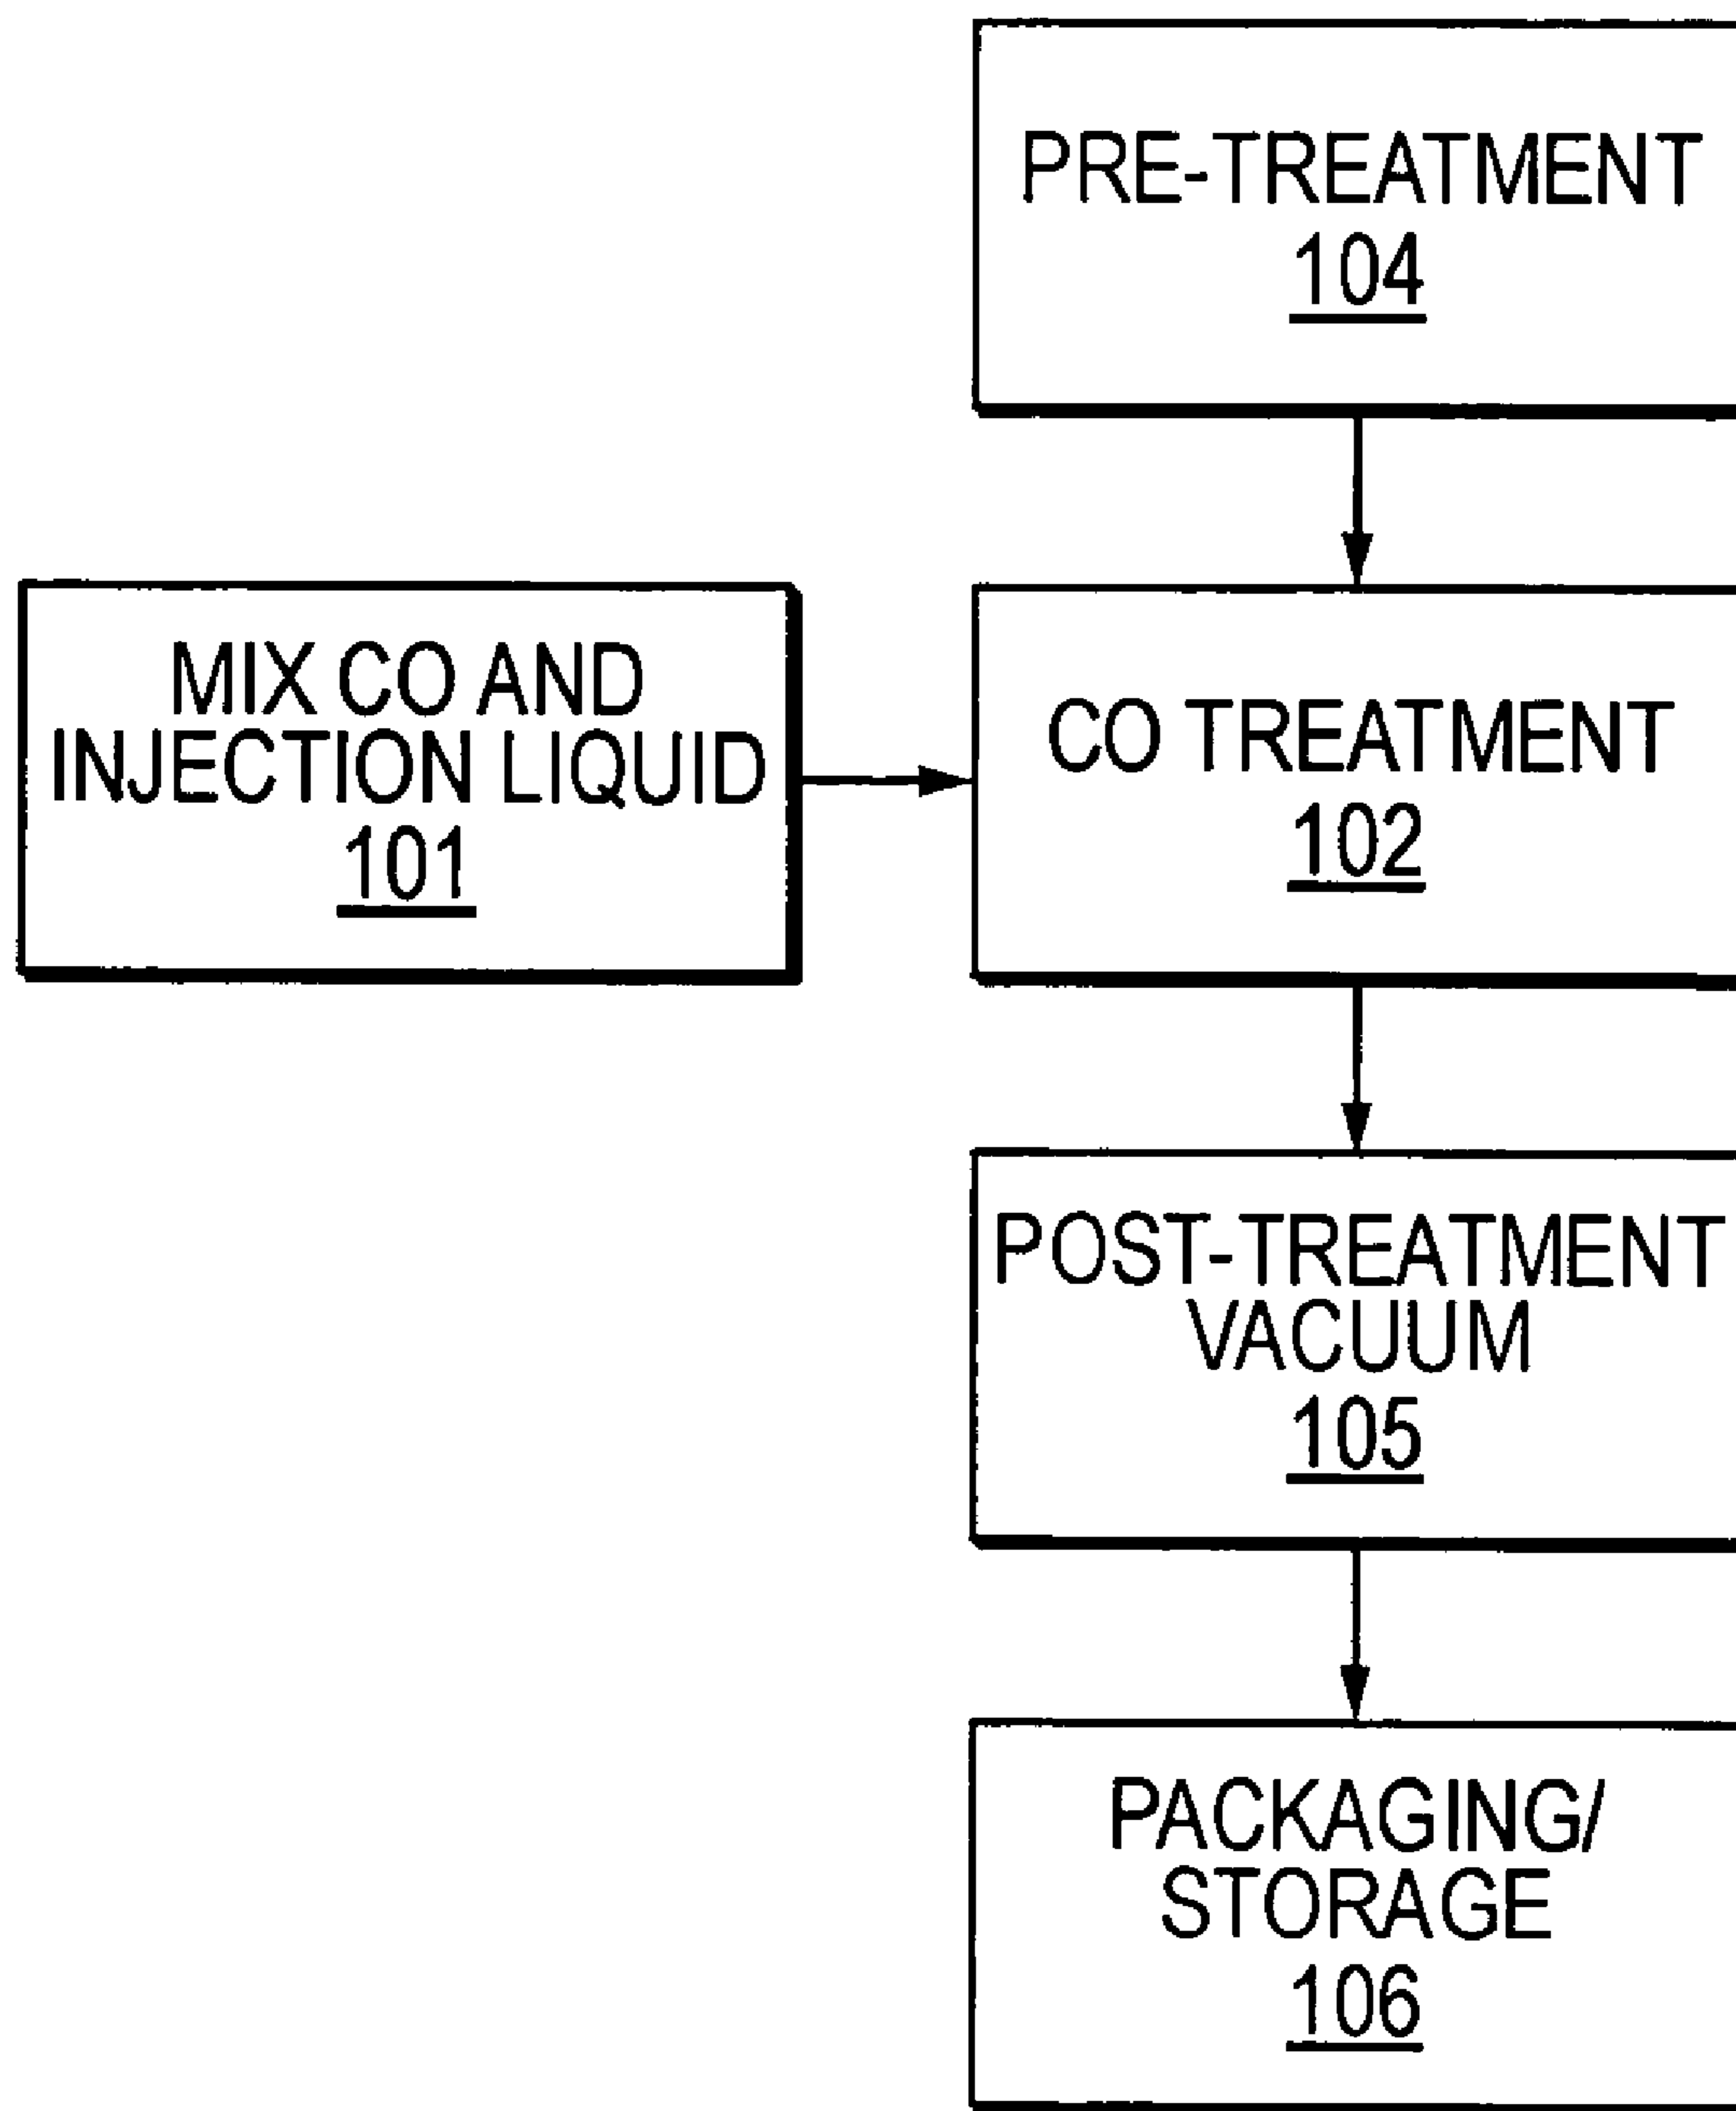 PRE-TREATMENT
104
MIX CO AND
INJECTION LIQUID
101
CO TREATMENT
102
POST-TREATMENT
VACUUM
105
PACKAGING/
STORAGE
106